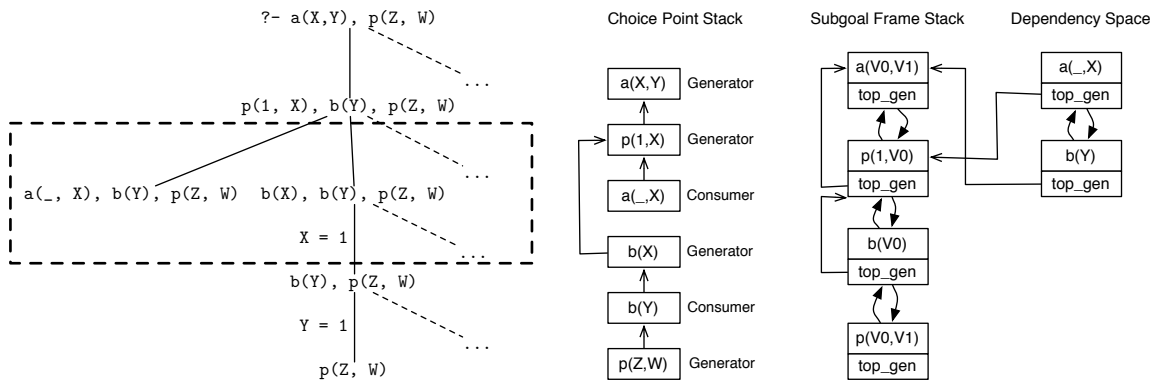 ?- a(X,Y), p(Z, W)
...
p(1, X), b(Y), p(Z, W)
...
a(_, X), b(Y), p(Z, W)
b(X), b(Y), p(Z, W)
X = 1
...
b(Y), p(Z, W)
Y = 1
...
p(Z, W)
Choice Point Stack
a(X,Y) Generator
p(1,X) Generator
a(_,X) Consumer
b(X) Generator
b(Y) Consumer
p(Z,W) Generator
Subgoal Frame Stack
a(V0,V1)
top_gen
p(1,V0)
top_gen
b(V0)
top_gen
p(V0,V1)
top_gen
Dependency Space
a(_,X)
top_gen
b(Y)
top_gen